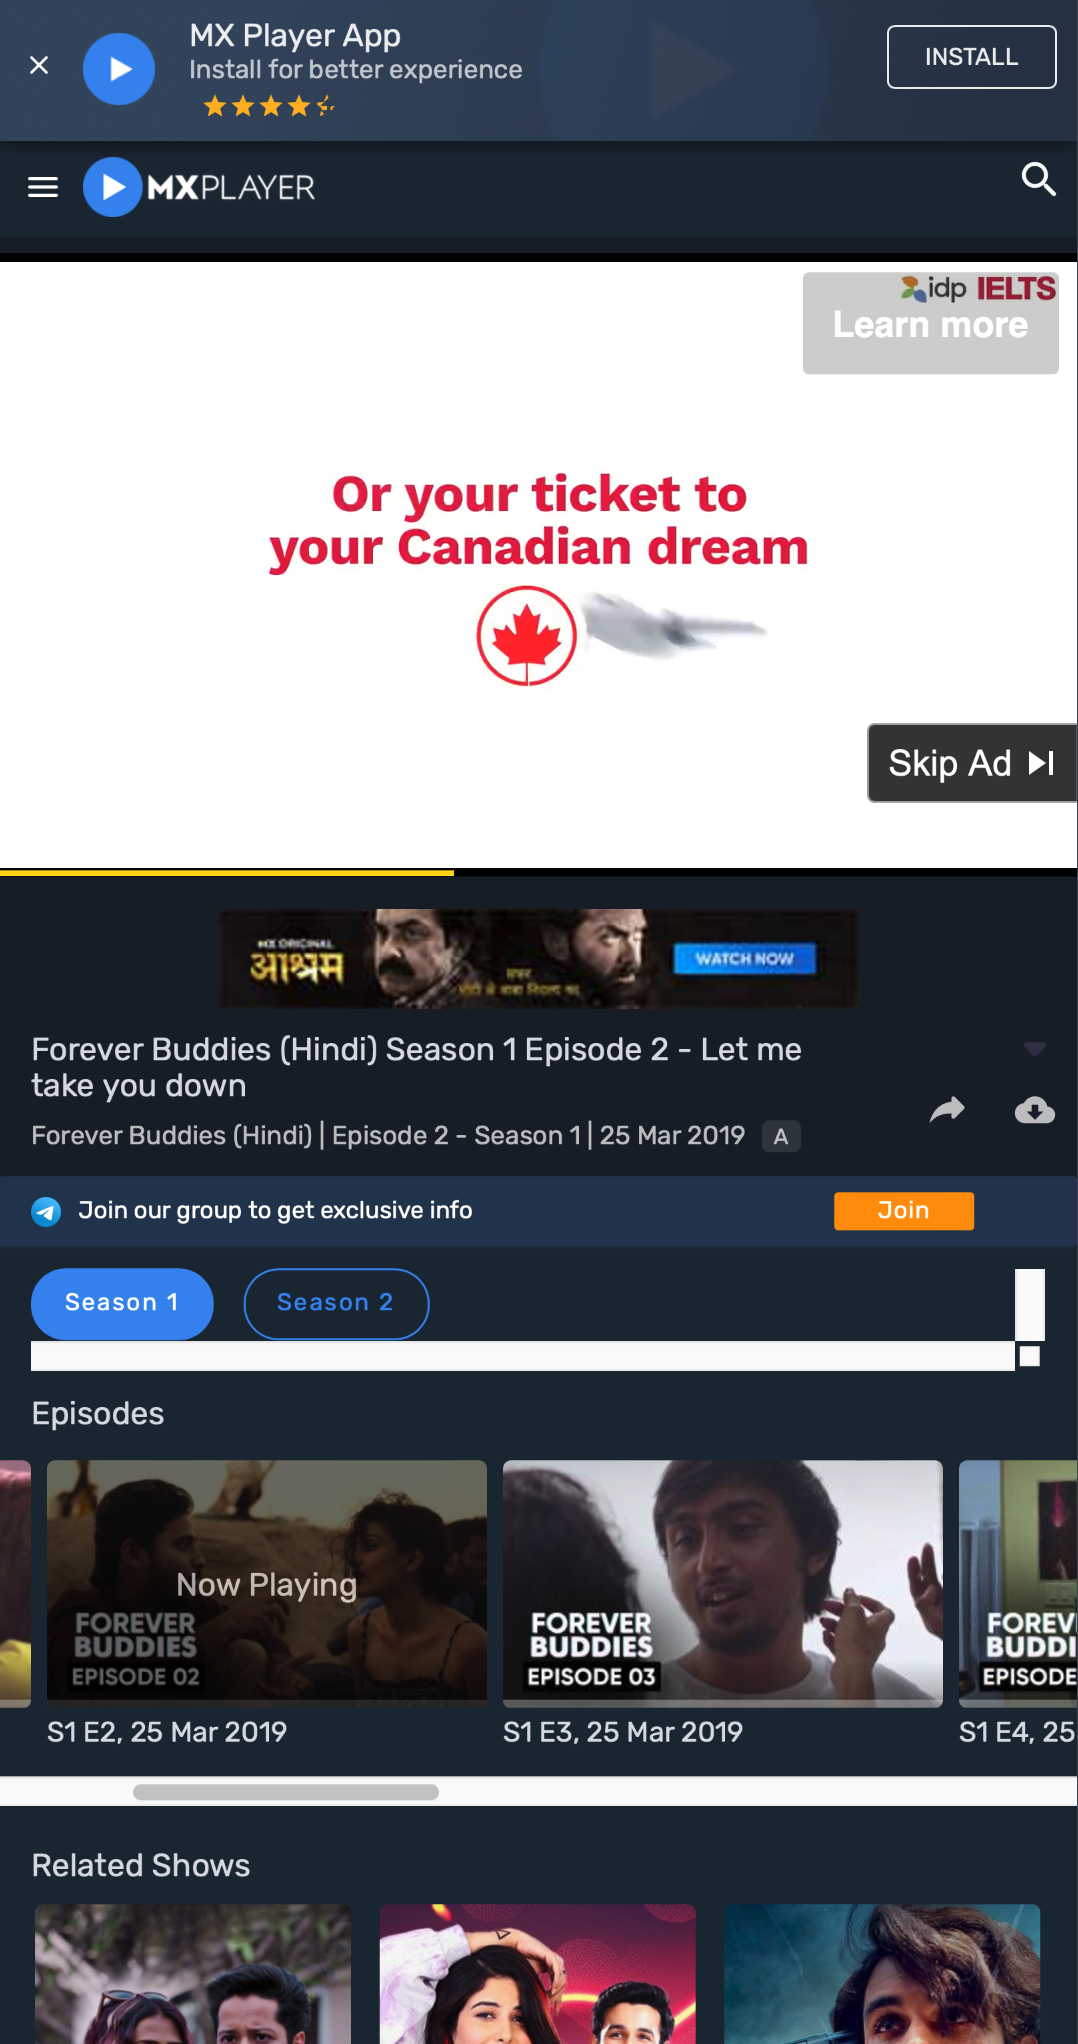 MX Player App
Install for better experience
INSTALL
MXPLAYER
idp IELTS
Learn more
Or your ticket to
your Canadian dream
Skip Ad
MX ORIGINAL
आश्रम
WATCH NOW
Forever Buddies (Hindi) Season 1 Episode 2 - Let me
take you down
Forever Buddies (Hindi) | Episode 2 - Season 1 | 25 Mar 2019 A
Join our group to get exclusive info
Join
Season 1
Season 2
Episodes
Now Playing
FOREVER
BUDDIES
EPISODE 02
FOREVER
BUDDIES
EPISODE 03
FOREV
BUDDI
EPISODE
S1 E2, 25 Mar 2019
S1 E3, 25 Mar 2019
S1 E4, 25
Related Shows